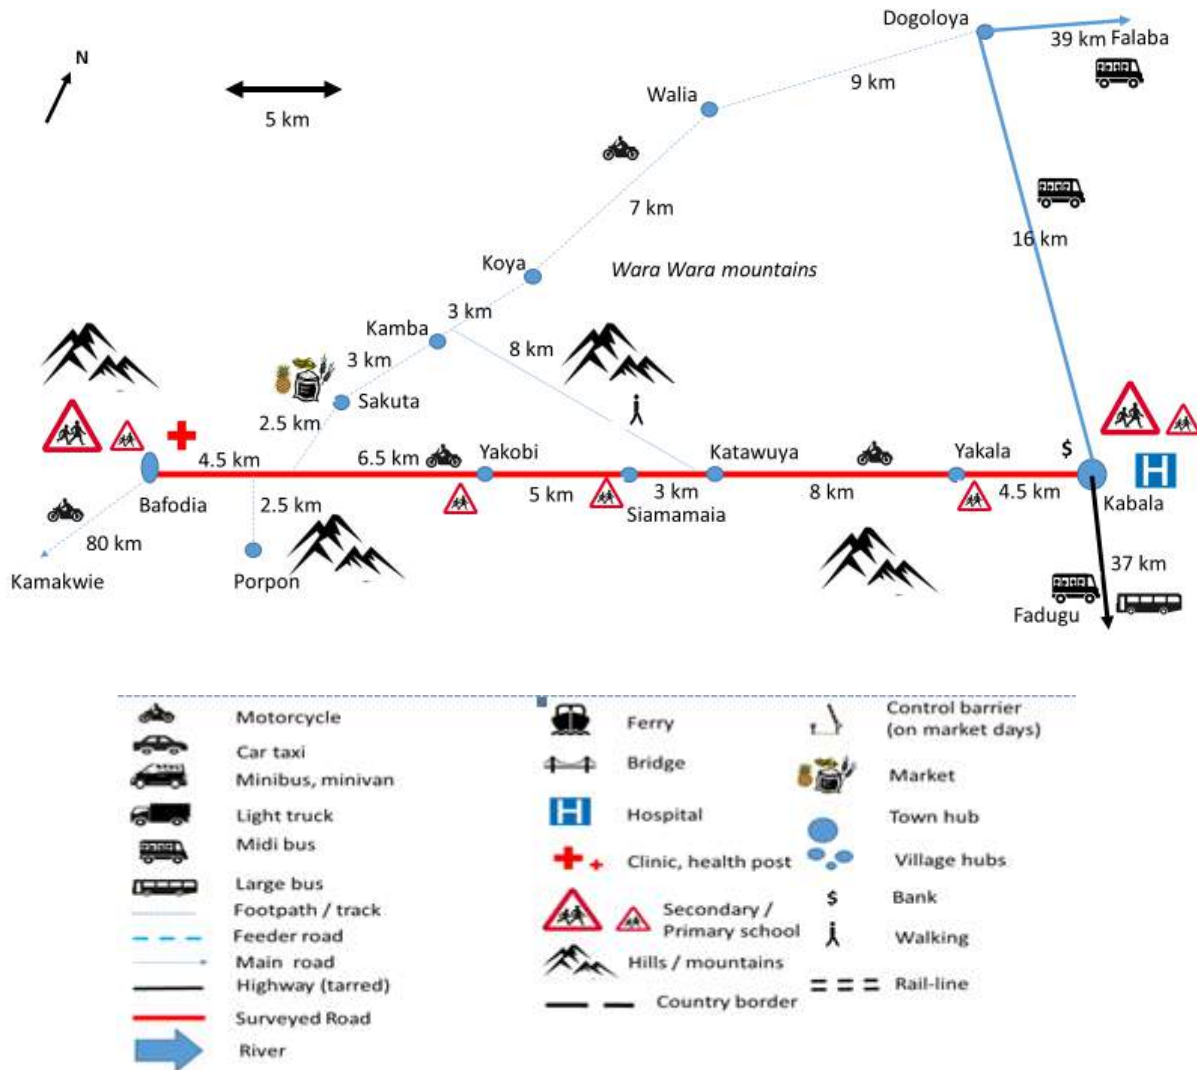 Dogoloya
N
39 km Falaba
5 km
Walia
9 km
7 km
16 km
Koya
Wara Wara mountains
3 km
Kamba
8 km
3 km
Sakuta
2.5 km
$
4.5 km
6.5 km
Yakobi
Katawuya
Yakala
Bafodia
2.5 km
5 km
3 km
8 km
4.5 km
H
Siamamaia
Kabala
80 km
37 km
Kamakwie
Porpon
Fadugu
Motorcycle
Car taxi
Minibus, minivan
Light truck
Midi bus
Large bus
Footpath / track
Feeder road
Main road
Highway (tarred)
Surveyed Road
River
Ferry
Bridge
H
Hospital
Clinic, health post
Secondary /
Primary school
Hills / mountains
Country border
Control barrier
(on market days)
Market
Town hub
Village hubs
$
Bank
Walking
Rail-line